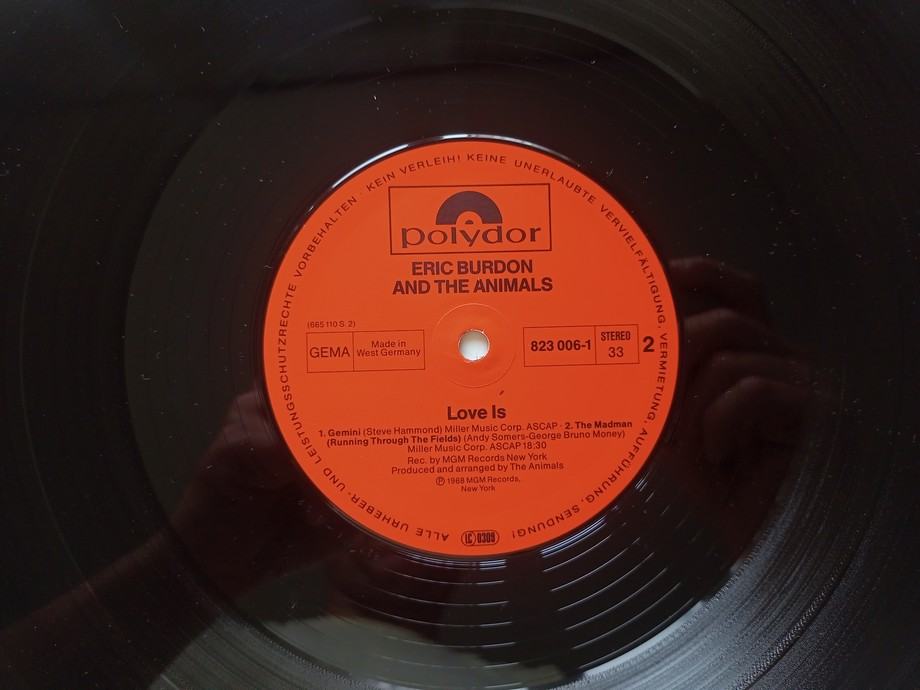 ALLE URHEBER- UND LEISTUNGSSCHUTZRECHTE VORBEHALTEN · KEIN VERLEIH! KEINE UNERLAUBTE VERVIELFÄLTIGUNG, VERMIETUNG, AUFFÜHRUNG, SENDUNG!
polydor
ERIC BURDON
AND THE ANIMALS
(665 110 S. 2)
GEMA
Made in
West Germany
823 006-1
STEREO
33
2
Love Is
1. Gemini (Steve Hammond) Miller Music Corp. ASCAP · 2. The Madman
(Running Through The Fields) (Andy Somers-George Bruno Money)
Miller Music Corp. ASCAP 18:30
Rec. by MGM Records New York
Produced and arranged by The Animals
Ⓟ 1968 MGM Records,
New York
LC 0309